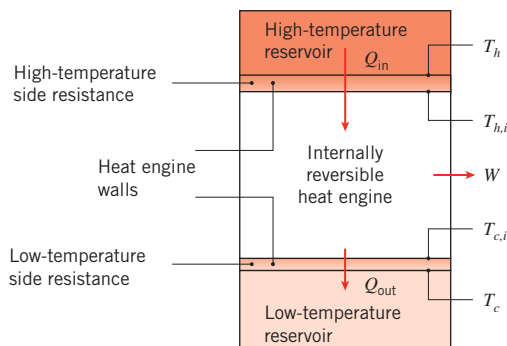 High-temperature
reservoir
Q_in
T_h
High-temperature
side resistance
T_h,i
Heat engine
walls
Internally
reversible
heat engine
W
T_c,i
Low-temperature
side resistance
Q_out
T_c
Low-temperature
reservoir